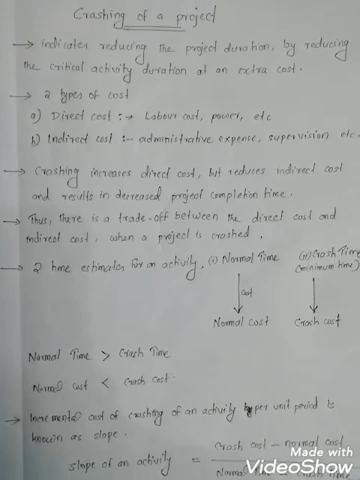 Crashing of a project
→ Indicates reducing the project duration, by reducing
the critical activity duration at an extra cost.
→ 2 types of cost
a) Direct cost :→ Labour cost, power, etc
b) Indirect cost :- administrative expence, supervision etc.
→ Crashing increases direct cost, but reduces indirect cost
and results in decreased project completion time.
→ Thus, there is a trade-off between the direct cost and
indirect cost, when a project is crashed.
→ 2 time estimates for an activity, (i) Normal Time (ii) Crash Time
(minimum time)
cost
Normal cost Crash cost
Normal Time > Crash Time
Normal cost < Crash cost
→ Incremental cost of crashing of an activity per unit period is
known as slope.
Slope of an activity = Crash cost - normal cost
Normal Time Crash Time
Made with
VideoShow